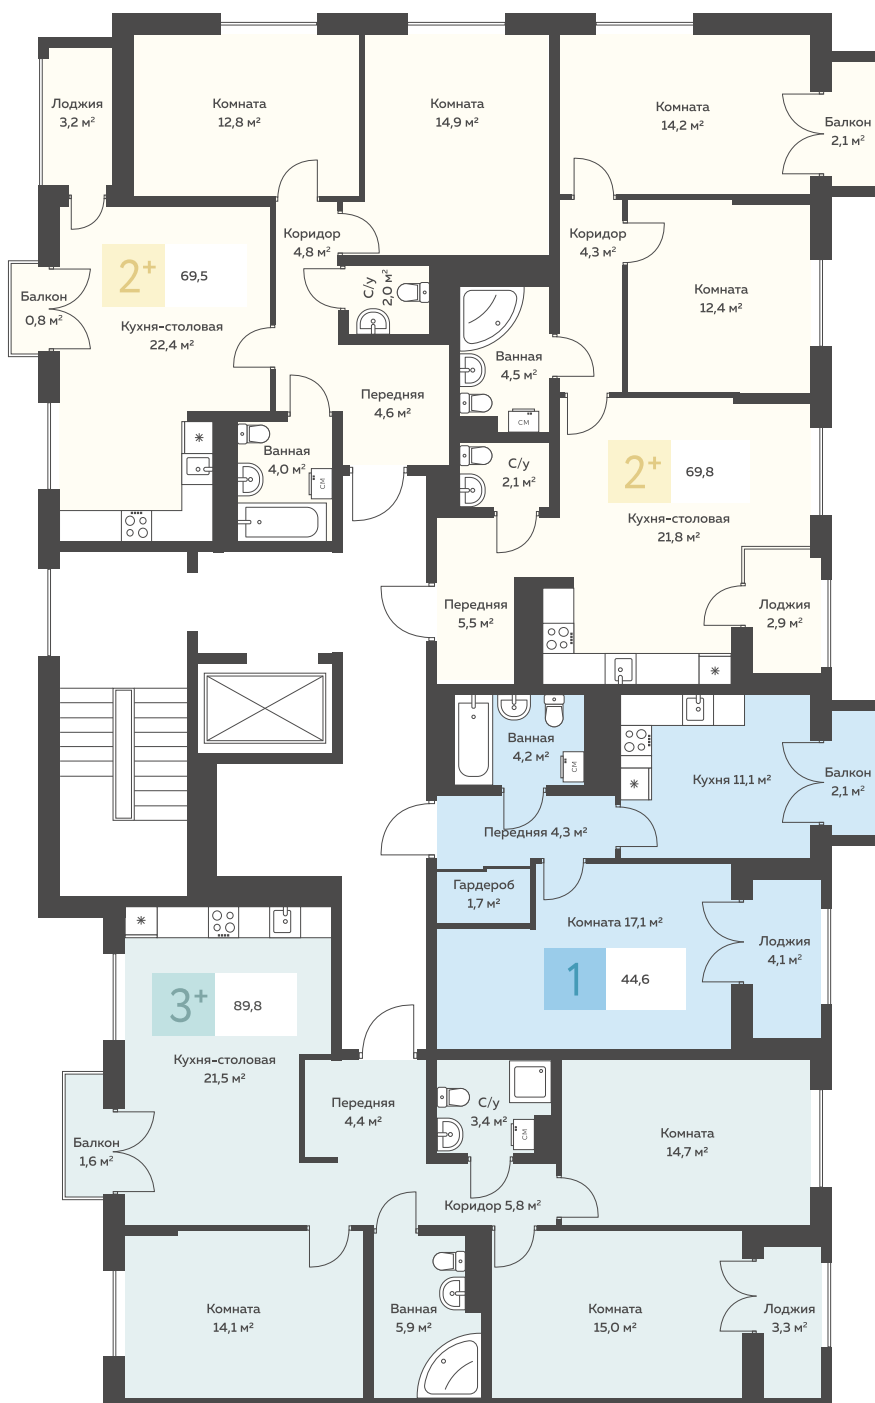 Лоджия
3,2 м²
Комната
12,8 м²
Комната
14,9 м²
Комната
14,2 м²
Балкон
2,1 м²
Коридор
4,8 м²
Коридор
4,3 м²
2+
69,5
С/у
2,0 м²
Балкон
0,8 м²
Кухня-столовая
22,4 м²
Комната
12,4 м²
Ванная
4,5 м²
СМ
Передняя
4,6 м²
Ванная
4,0 м²
СМ
С/у
2,1 м²
2+
69,8
Кухня-столовая
21,8 м²
Передняя
5,5 м²
Лоджия
2,9 м²
Ванная
4,2 м²
СМ
Кухня 11,1 м²
Балкон
2,1 м²
Передняя 4,3 м²
Гардероб
1,7 м²
Комната 17,1 м²
Лоджия
4,1 м²
1
44,6
3+
89,8
Кухня-столовая
21,5 м²
Передняя
4,4 м²
С/у
3,4 м²
СМ
Комната
14,7 м²
Балкон
1,6 м²
Коридор 5,8 м²
Комната
14,1 м²
Ванная
5,9 м²
Комната
15,0 м²
Лоджия
3,3 м²